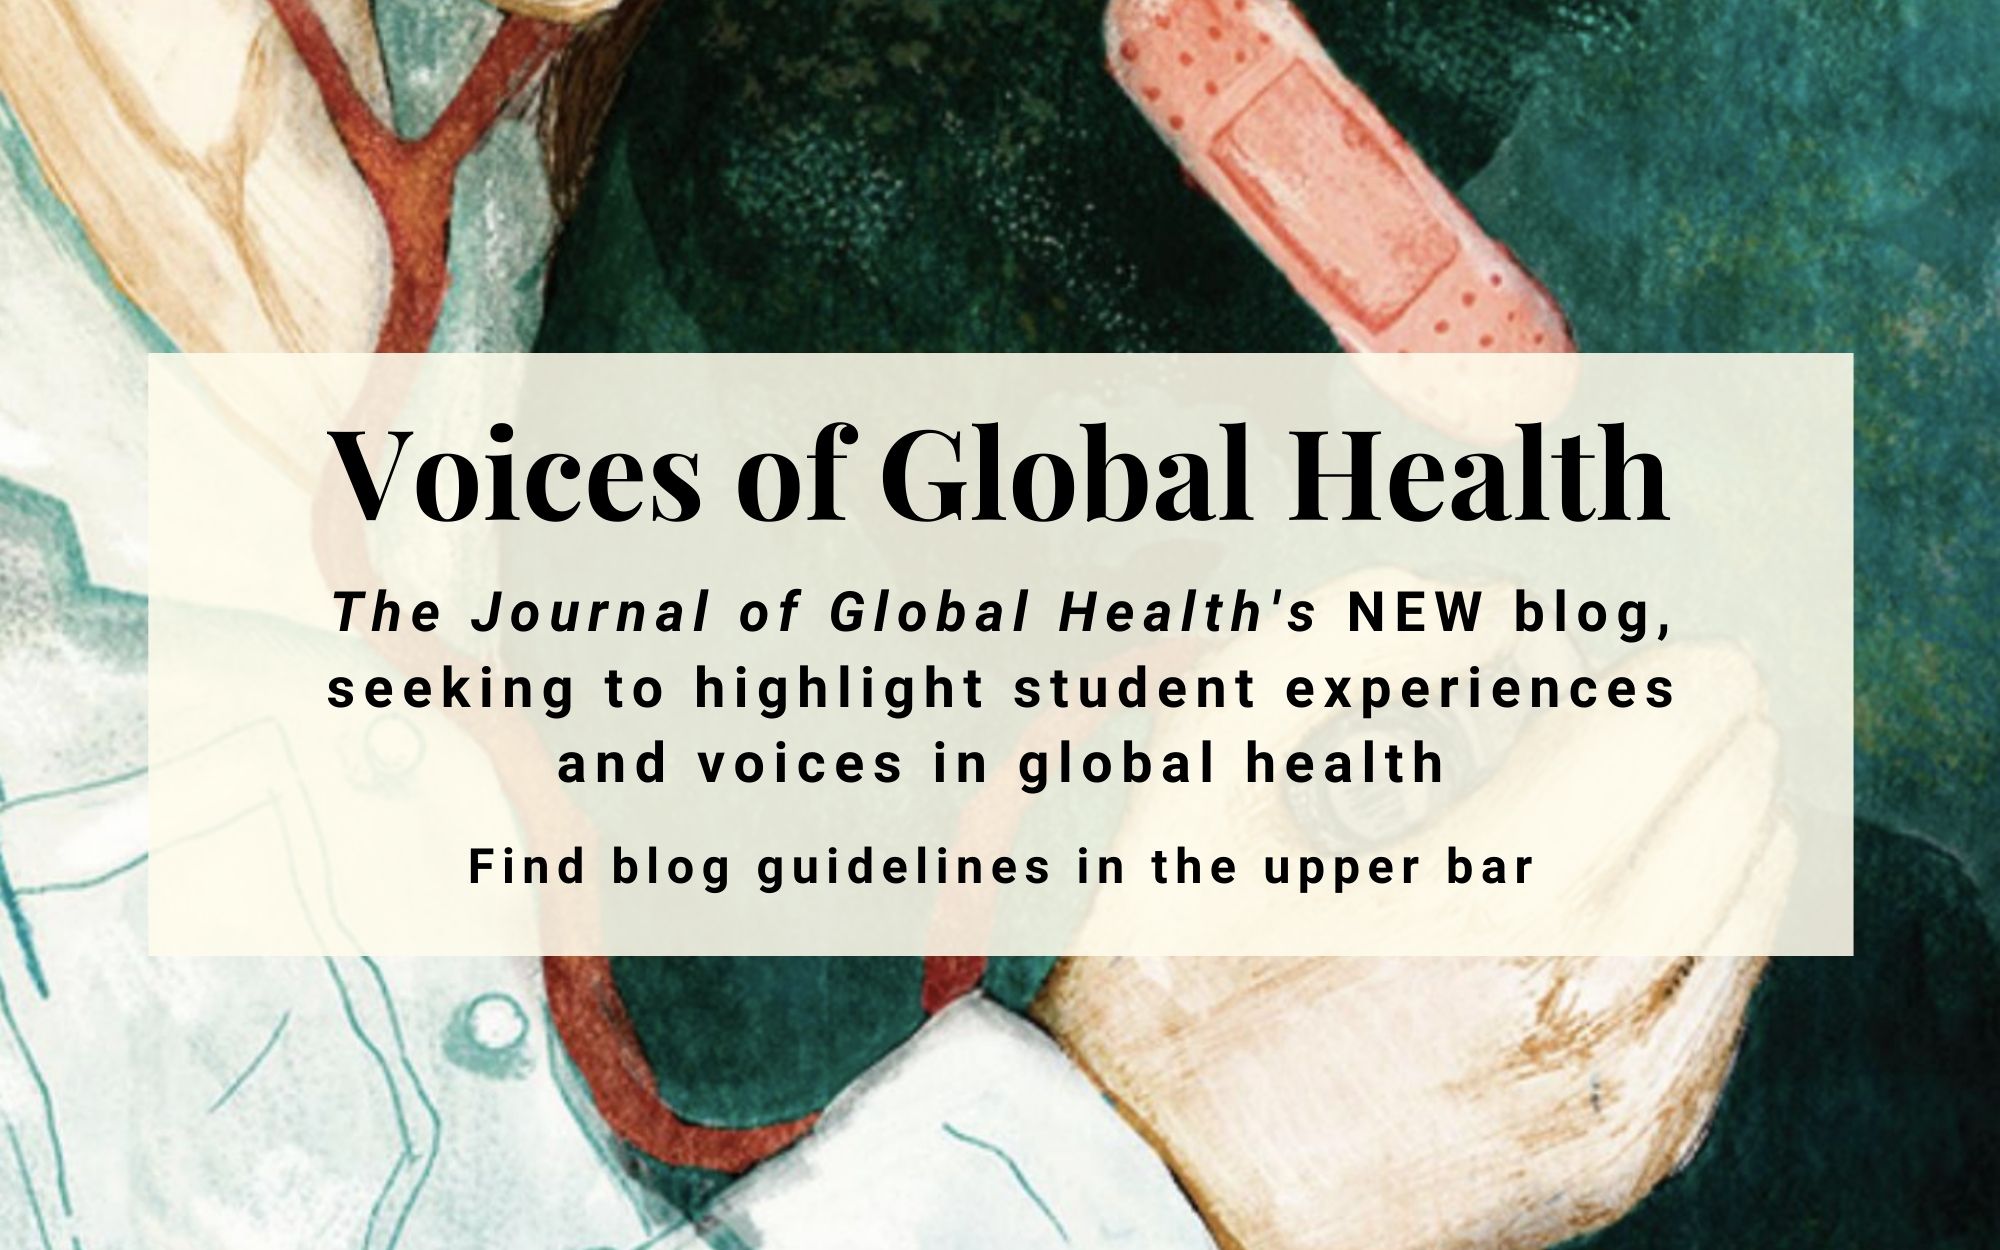 Voices of Global Health
The Journal of Global Health's NEW blog,
seeking to highlight student experiences
and voices in global health
Find blog guidelines in the upper bar